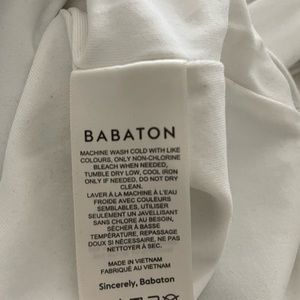 BABATON
MACHINE WASH COLD WITH LIKE
COLOURS, ONLY NON-CHLORINE
BLEACH WHEN NEEDED,
TUMBLE DRY LOW, COOL IRON
ONLY IF NEEDED, DO NOT DRY
CLEAN.
LAVER À LA MACHINE À L'EAU
FROIDE AVEC COULEURS
SEMBLABLES, UTILISER
SEULEMENT UN JAVELLISANT
SANS CHLORE AU BESOIN,
SÉCHER À BASSE
TEMPÉRATURE, REPASSAGE
DOUX SI NÉCESSAIRE, NE PAS
NETTOYER À SEC.
MADE IN VIETNAM
FABRIQUÉ AU VIETNAM
Sincerely, Babaton